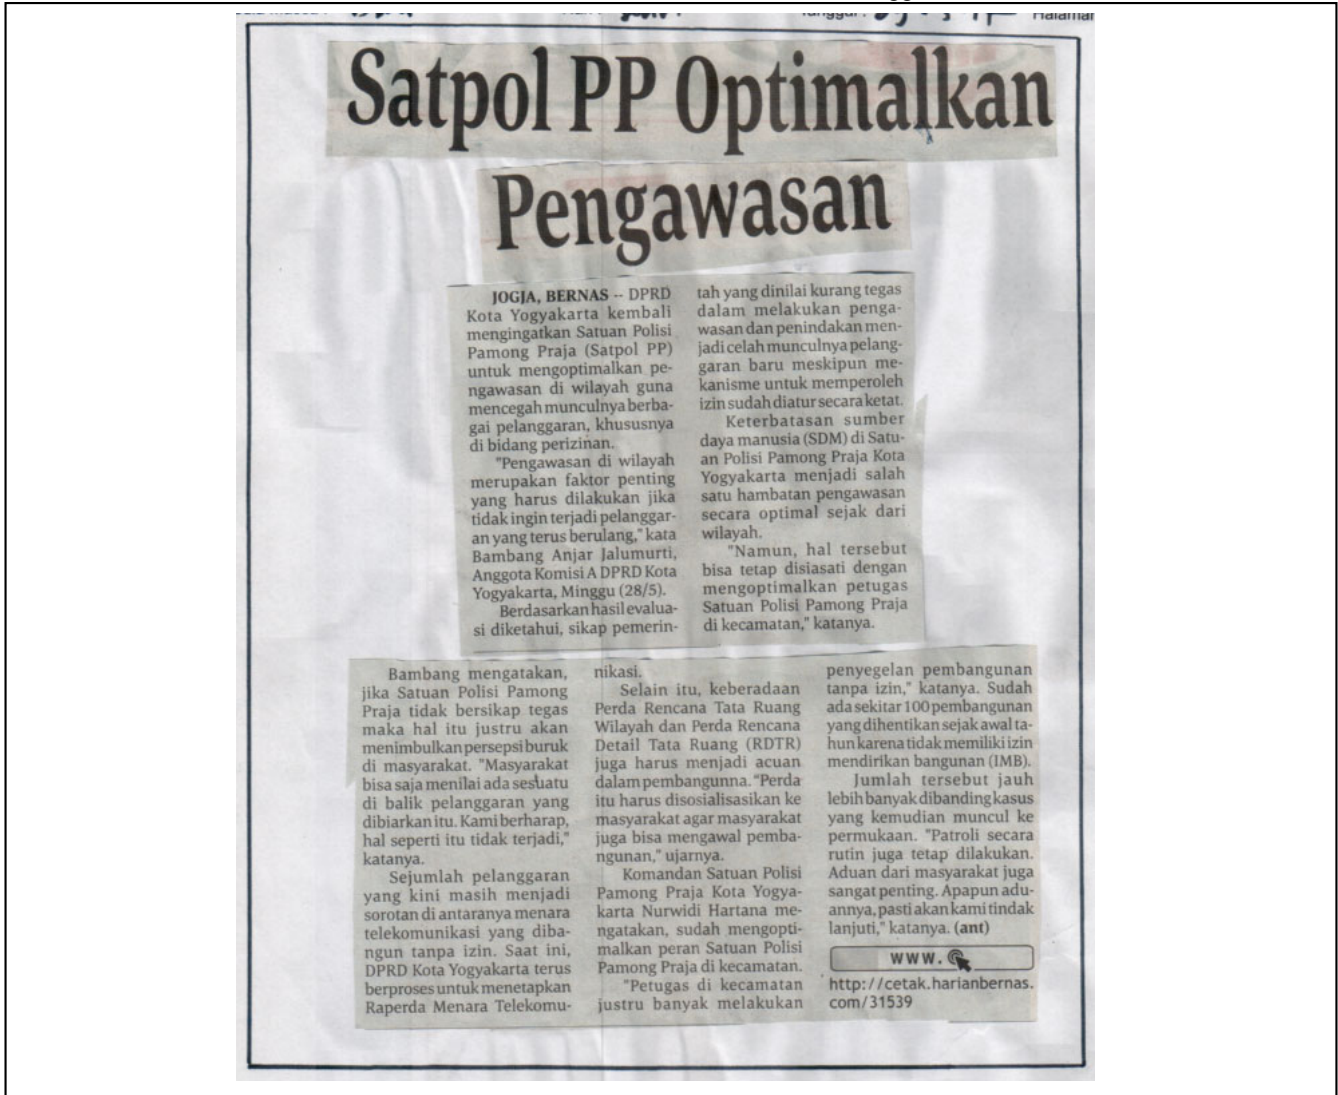 Halaman
Satpol PP Optimalkan
Pengawasan
JOGJA, BERNAS -- DPRD
Kota Yogyakarta kembali
mengingatkan Satuan Polisi
Pamong Praja (Satpol PP)
untuk mengoptimalkan pe-
ngawasan di wilayah guna
mencegah munculnya berba-
gai pelanggaran, khususnya
di bidang perizinan.
"Pengawasan di wilayah
merupakan faktor penting
yang harus dilakukan jika
tidak ingin terjadi pelanggar-
an yang terus berulang," kata
Bambang Anjar Jalumurti,
Anggota Komisi A DPRD Kota
Yogyakarta, Minggu (28/5).
Berdasarkan hasil evalua-
si diketahui, sikap pemerin-
tah yang dinilai kurang tegas
dalam melakukan penga-
wasan dan penindakan men-
jadi celah munculnya pelang-
garan baru meskipun me-
kanisme untuk memperoleh
izin sudah diatur secara ketat.
Keterbatasan sumber
daya manusia (SDM) di Satu-
an Polisi Pamong Praja Kota
Yogyakarta menjadi salah
satu hambatan pengawasan
secara optimal sejak dari
wilayah.
"Namun, hal tersebut
bisa tetap disiasati dengan
mengoptimalkan petugas
Satuan Polisi Pamong Praja
di kecamatan," katanya.
Bambang mengatakan,
jika Satuan Polisi Pamong
Praja tidak bersikap tegas
maka hal itu justru akan
menimbulkan persepsi buruk
di masyarakat. "Masyarakat
bisa saja menilai ada sesuatu
di balik pelanggaran yang
dibiarkan itu. Kami berharap,
hal seperti itu tidak terjadi,"
katanya.
Sejumlah pelanggaran
yang kini masih menjadi
sorotan di antaranya menara
telekomunikasi yang diba-
ngun tanpa izin. Saat ini,
DPRD Kota Yogyakarta terus
berproses untuk menetapkan
Raperda Menara Telekomu-
nikasi.
Selain itu, keberadaan
Perda Rencana Tata Ruang
Wilayah dan Perda Rencana
Detail Tata Ruang (RDTR)
juga harus menjadi acuan
dalam pembangunna. "Perda
itu harus disosialisasikan ke
masyarakat agar masyarakat
juga bisa mengawal pemba-
ngunan," ujarnya.
Komandan Satuan Polisi
Pamong Praja Kota Yogya-
karta Nurwidi Hartana me-
ngatakan, sudah mengopti-
malkan peran Satuan Polisi
Pamong Praja di kecamatan.
"Petugas di kecamatan
justru banyak melakukan
penyegelan pembangunan
tanpa izin," katanya. Sudah
ada sekitar 100 pembangunan
yang dihentikan sejak awal ta-
hun karena tidak memiliki izin
mendirikan bangunan (IMB).
Jumlah tersebut jauh
lebih banyak dibanding kasus
yang kemudian muncul ke
permukaan. "Patroli secara
rutin juga tetap dilakukan.
Aduan dari masyarakat juga
sangat penting. Apapun adu-
annya, pasti akan kami tindak
lanjuti," katanya. (ant)
www.
http://cetak.harianbernas.
com/31539